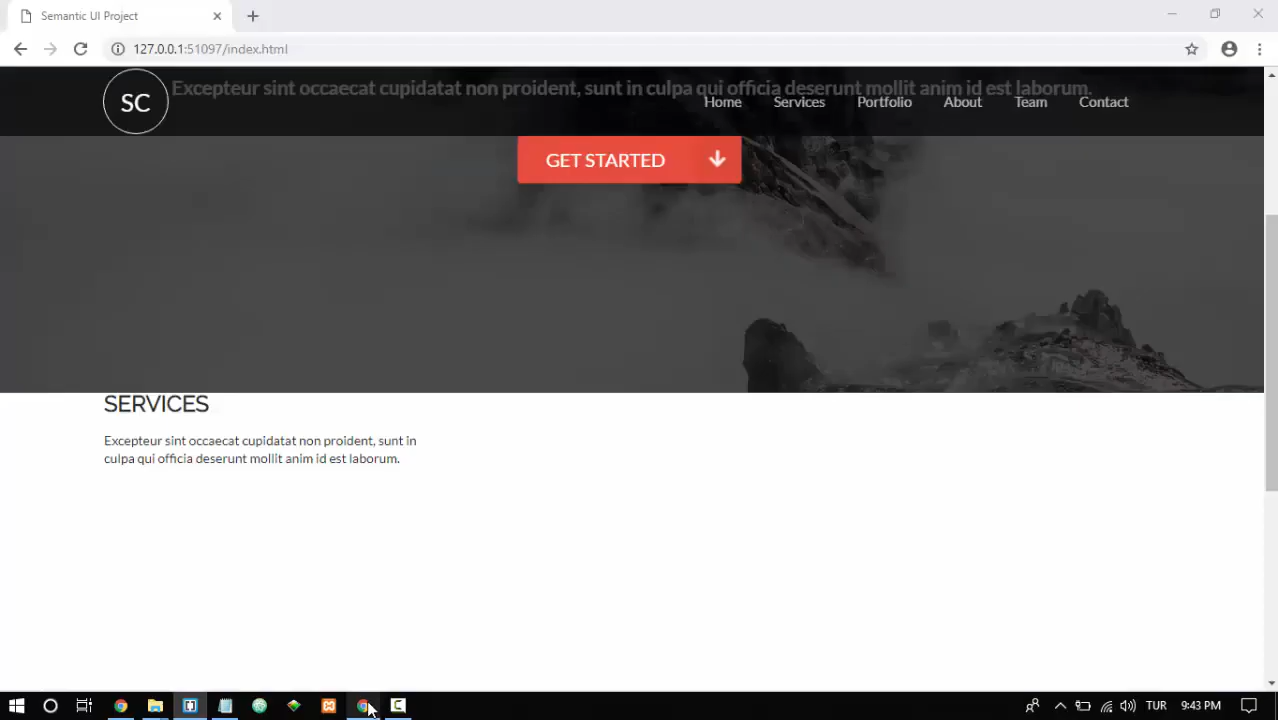 Semantic UI Project
127.0.0.1:51097/index.html
Excepteur sint occaecat cupidatat non proident, sunt in culpa qui officia deserunt mollit anim id est laborum.
SC
Home Services Portfolio About Team Contact
GET STARTED
SERVICES
Excepteur sint occaecat cupidatat non proident, sunt in
culpa qui officia deserunt mollit anim id est laborum.
TUR 9:43 PM